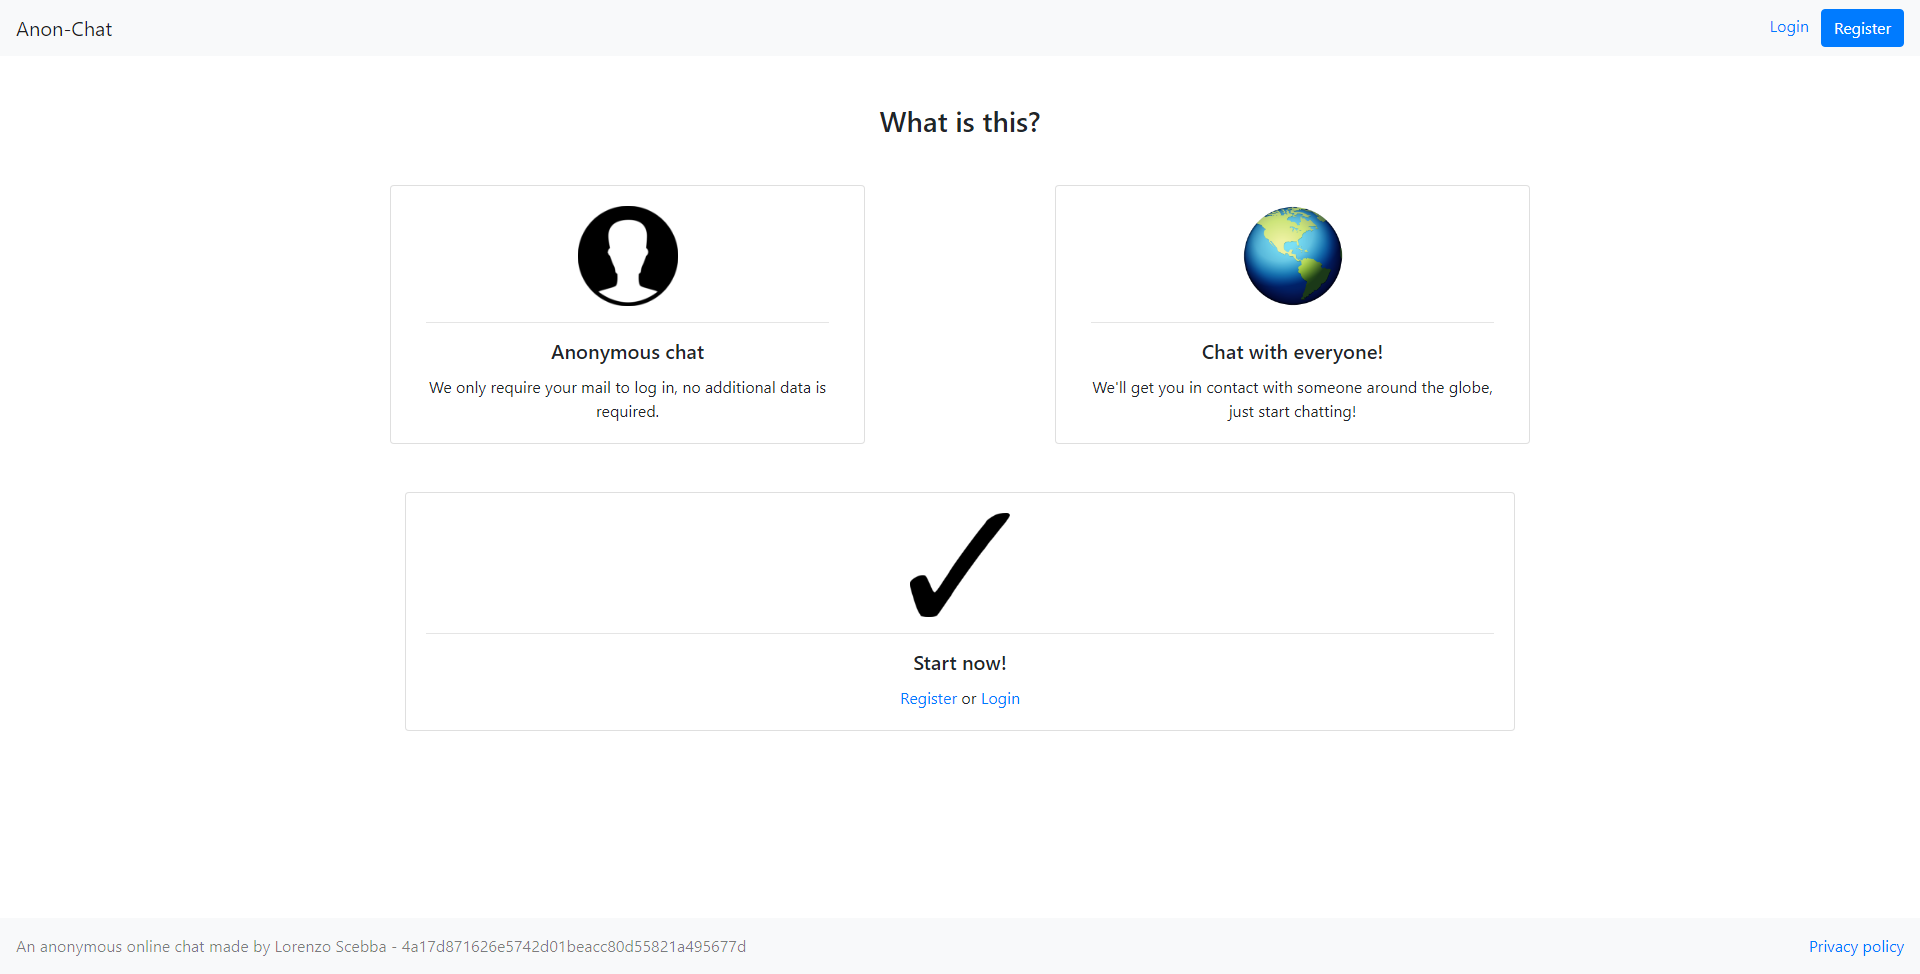 Anon-Chat
Login
Register
What is this?
Anonymous chat
We only require your mail to log in, no additional data is
required.
Chat with everyone!
We'll get you in contact with someone around the globe,
just start chatting!
Start now!
Register or Login
An anonymous online chat made by Lorenzo Scebba - 4a17d871626e5742d01beacc80d55821a495677d
Privacy policy